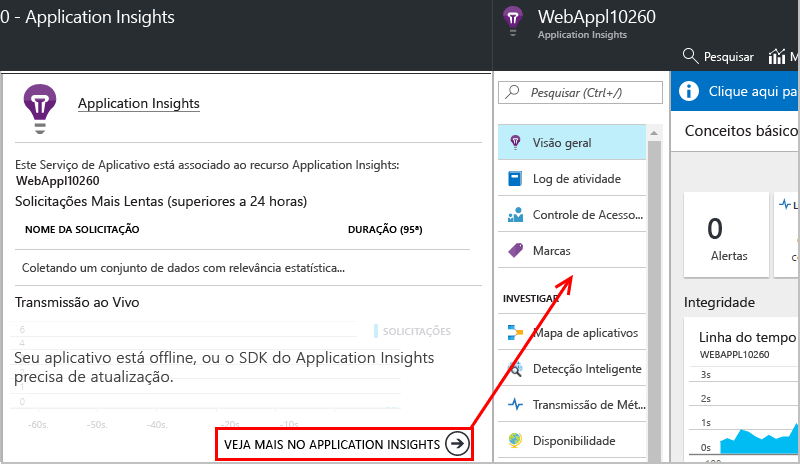 0 - Application Insights
Application Insights
Este Serviço de Aplicativo está associado ao recurso Application Insights:
WebAppl10260
Solicitações Mais Lentas (superiores a 24 horas)
NOME DA SOLICITAÇÃO DURAÇÃO (95ª)
Coletando um conjunto de dados com relevância estatística...
Transmissão ao Vivo
6
SOLICITAÇÕES
4
Seu aplicativo está offline, ou o SDK do Application Insights
precisa de atualização.
0
-60s. -50s. -40s. -20s -10s
VEJA MAIS NO APPLICATION INSIGHTS
WebAppl10260
Application Insights
Pesquisar M
Pesquisar (Ctrl+/)
Visão geral
Log de atividade
Controle de Acesso...
Marcas
INVESTIGAR
Mapa de aplicativos
Detecção Inteligente
Transmissão de Mét...
Disponibilidade
Clique aqui pa
Conceitos básico
0
Alertas
Integridade
Linha do tempo
WEBAPPL10260
3s
2s
1s
0s